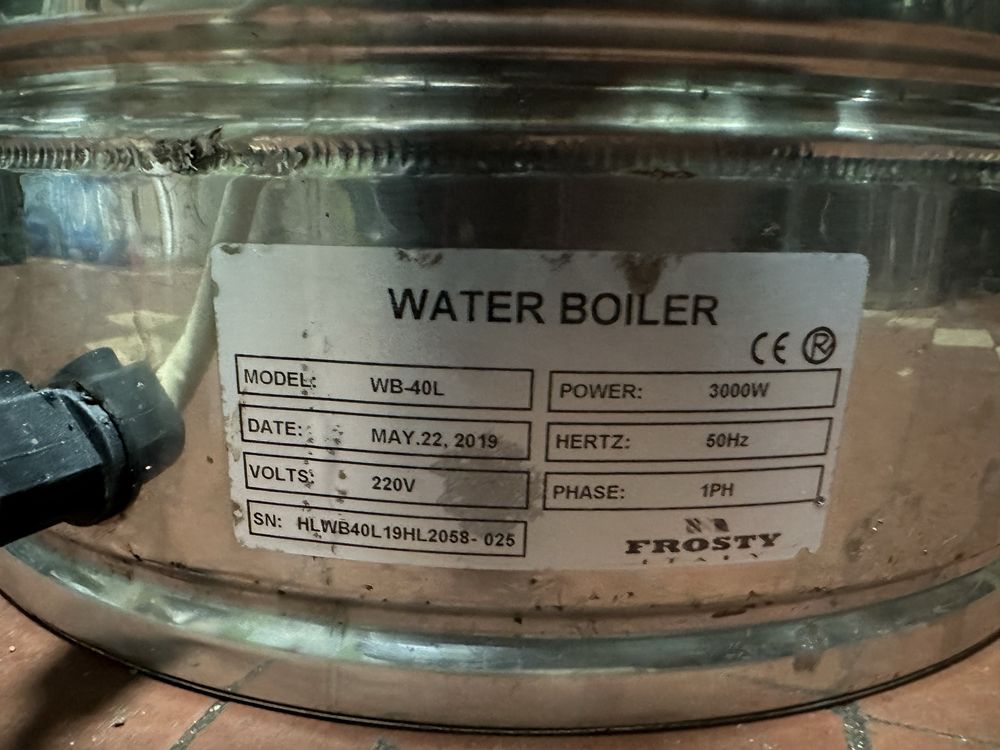 WATER BOILER
CE ®
MODEL: WB-40L
POWER: 3000W
DATE: MAY.22, 2019
HERTZ: 50Hz
VOLTS: 220V
PHASE: 1PH
SN: HLWB40L19HL2058- 025
FROSTY